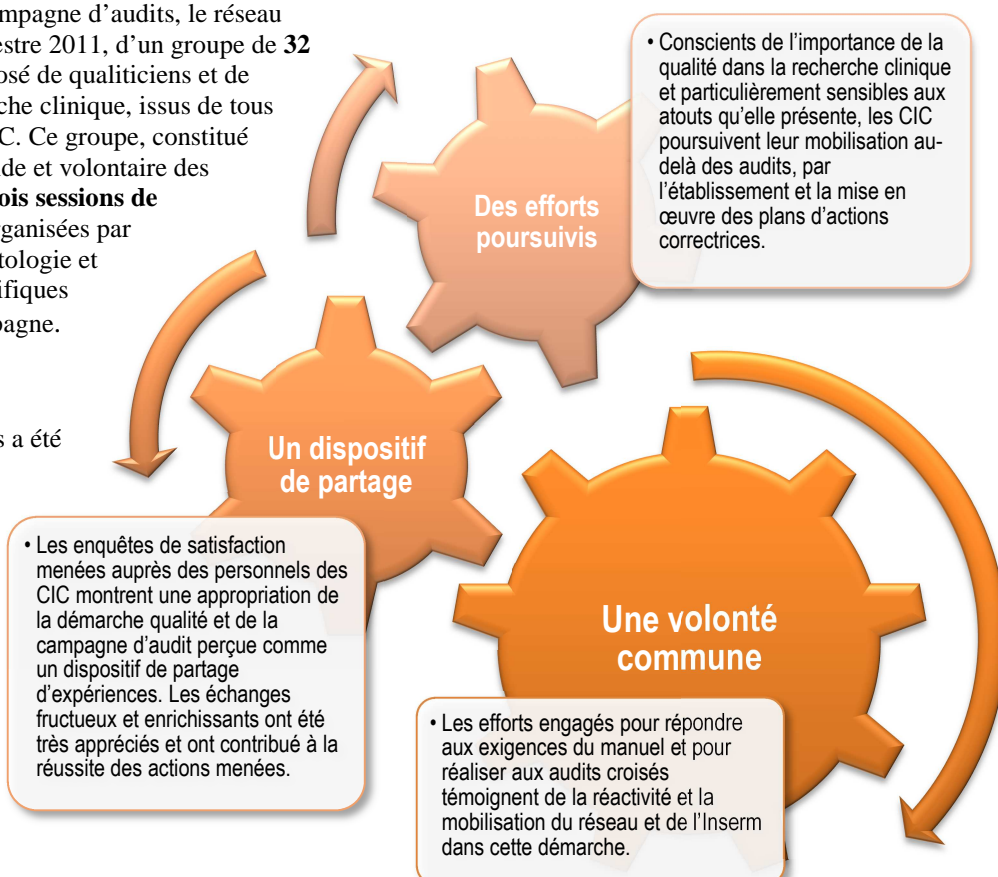 mpagne d'audits, le réseau
estre 2011, d'un groupe de 32
osé de qualiticiens et de
che clinique, issus de tous
C. Ce groupe, constitué
de et volontaire des
ois sessions de
rganisées par
tologie et
ifiques
pagne.
s a été
Des efforts
poursuivis
• Conscients de l'importance de la
qualité dans la recherche clinique
et particulièrement sensibles aux
atouts qu'elle présente, les CIC
poursuivent leur mobilisation au-
delà des audits, par
l'établissement et la mise en
œuvre des plans d'actions
correctrices.
Un dispositif
de partage
• Les enquêtes de satisfaction
menées auprès des personnels des
CIC montrent une appropriation de
la démarche qualité et de la
campagne d'audit perçue comme
un dispositif de partage
d'expériences. Les échanges
fructueux et enrichissants ont été
très appréciés et ont contribué à la
réussite des actions menées.
Une volonté
commune
• Les efforts engagés pour répondre
aux exigences du manuel et pour
réaliser aux audits croisés
témoignent de la réactivité et la
mobilisation du réseau et de l'Inserm
dans cette démarche.